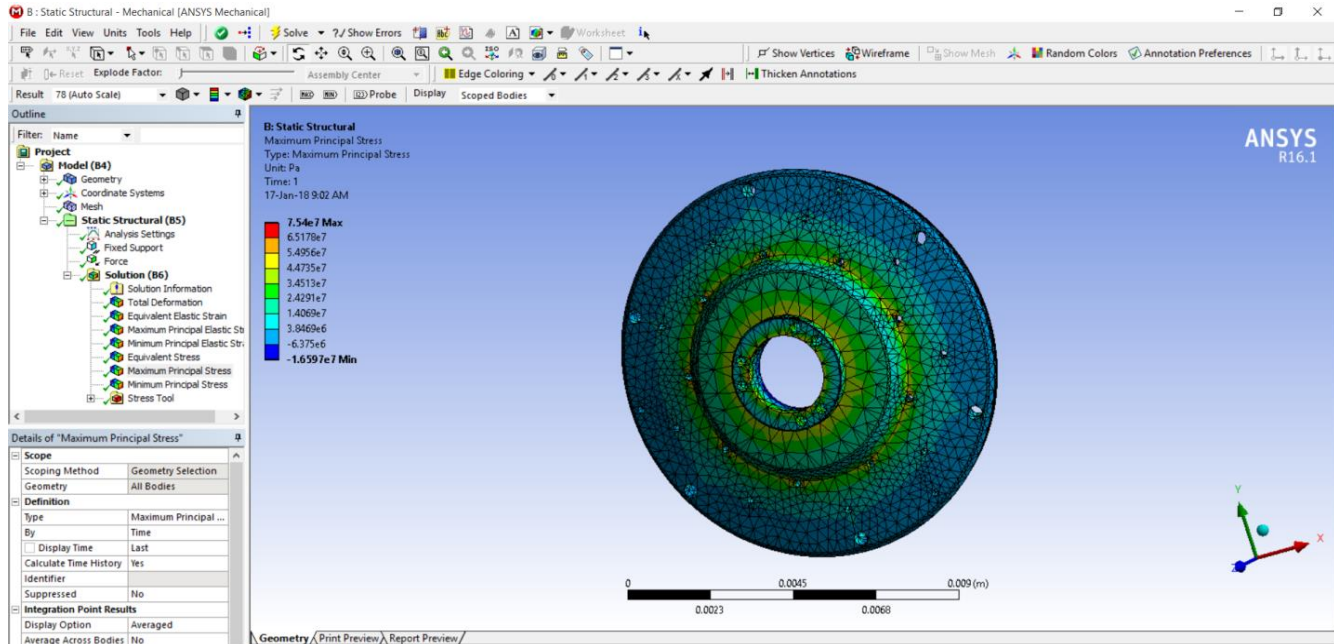 B : Static Structural - Mechanical [ANSYS Mechanical]
File Edit View Units Tools Help Solve ?/ Show Errors Worksheet
Show Vertices Wireframe Show Mesh Random Colors Annotation Preferences
Reset Explode Factor: Assembly Center Edge Coloring Thicken Annotations
Result 78 (Auto Scale) MAX MIN Probe Display Scoped Bodies
Outline
Filter: Name
Project
Model (B4)
Geometry
Coordinate Systems
Mesh
Static Structural (B5)
Analysis Settings
Fixed Support
Force
Solution (B6)
Solution Information
Total Deformation
Equivalent Elastic Strain
Maximum Principal Elastic St
Minimum Principal Elastic Str
Equivalent Stress
Maximum Principal Stress
Minimum Principal Stress
Stress Tool
Details of "Maximum Principal Stress"
Scope
Scoping Method Geometry Selection
Geometry All Bodies
Definition
Type Maximum Principal ...
By Time
Display Time Last
Calculate Time History Yes
Identifier
Suppressed No
Integration Point Results
Display Option Averaged
Average Across Bodies No
B: Static Structural
Maximum Principal Stress
Type: Maximum Principal Stress
Unit: Pa
Time: 1
17-Jan-18 9:02 AM
7.54e7 Max
6.5178e7
5.4956e7
4.4735e7
3.4513e7
2.4291e7
1.4069e7
3.8469e6
-6.375e6
-1.6597e7 Min
ANSYS
R16.1
Y
X
Z
0 0.0045 0.009 (m)
0.0023 0.0068
Geometry Print Preview Report Preview